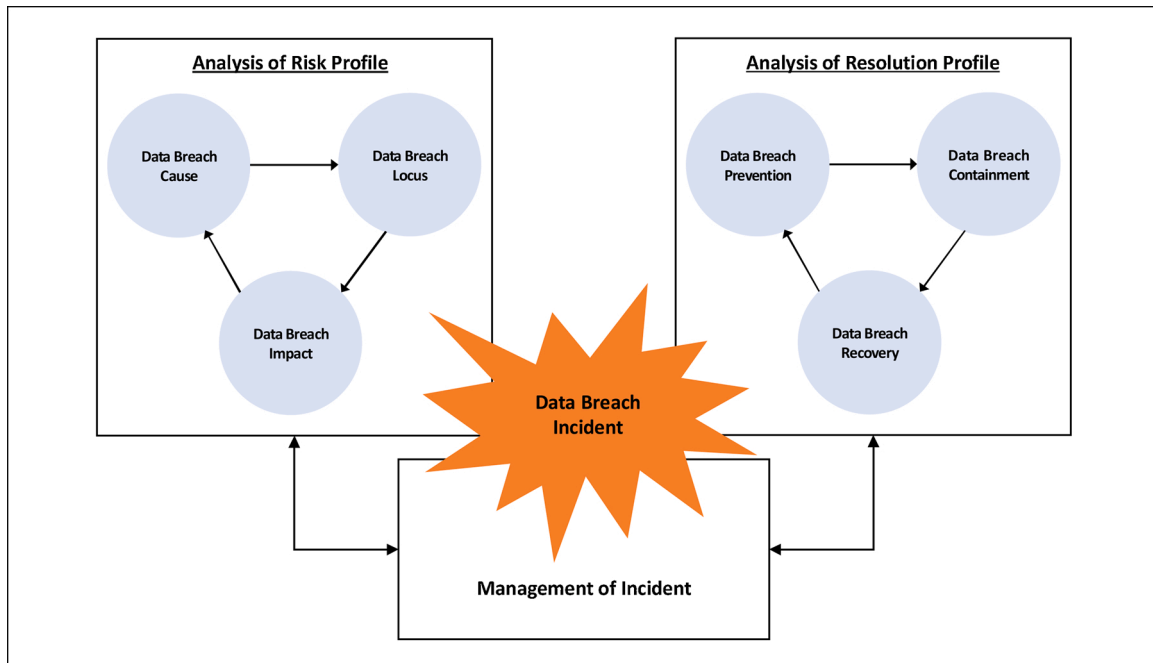 Analysis of Risk Profile
Data Breach
Cause
Data Breach
Locus
Data Breach
Impact
Analysis of Resolution Profile
Data Breach
Prevention
Data Breach
Containment
Data Breach
Recovery
Data Breach
Incident
Management of Incident